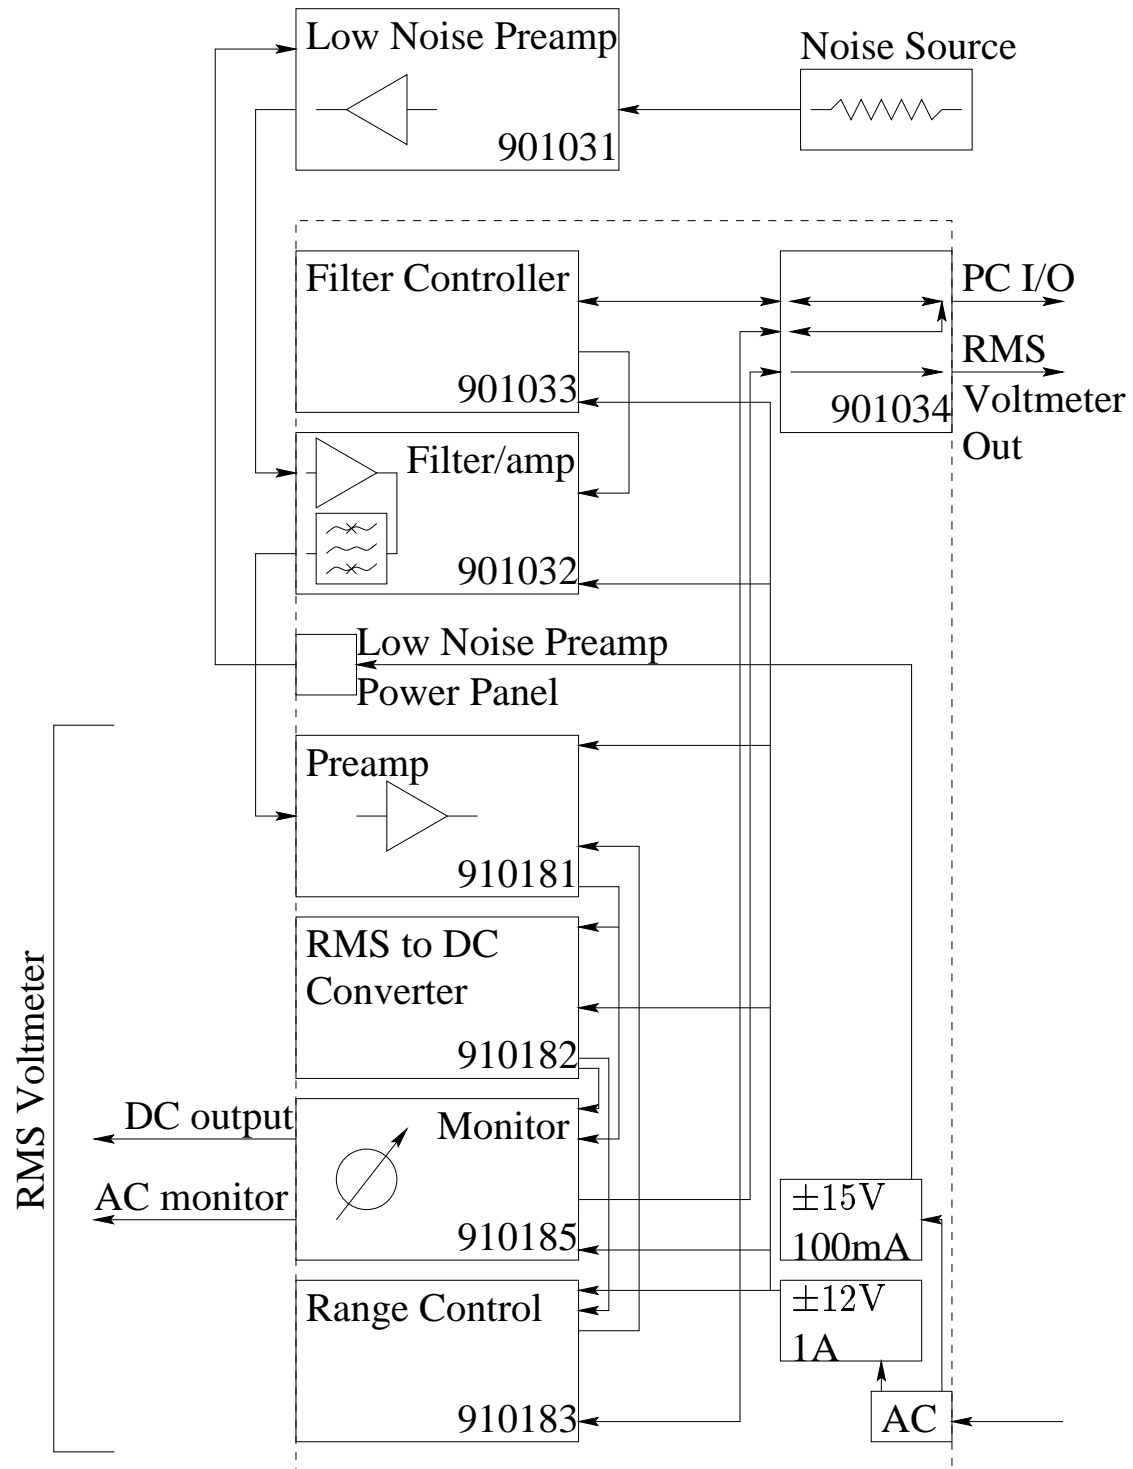 Low Noise Preamp
901031
Noise Source
Filter Controller
901033
PC I/O
RMS
Voltmeter
Out
901034
Filter/amp
901032
Low Noise Preamp
Power Panel
Preamp
910181
RMS to DC
Converter
910182
RMS Voltmeter
DC output
AC monitor
Monitor
910185
±15V
100mA
Range Control
910183
±12V
1A
AC